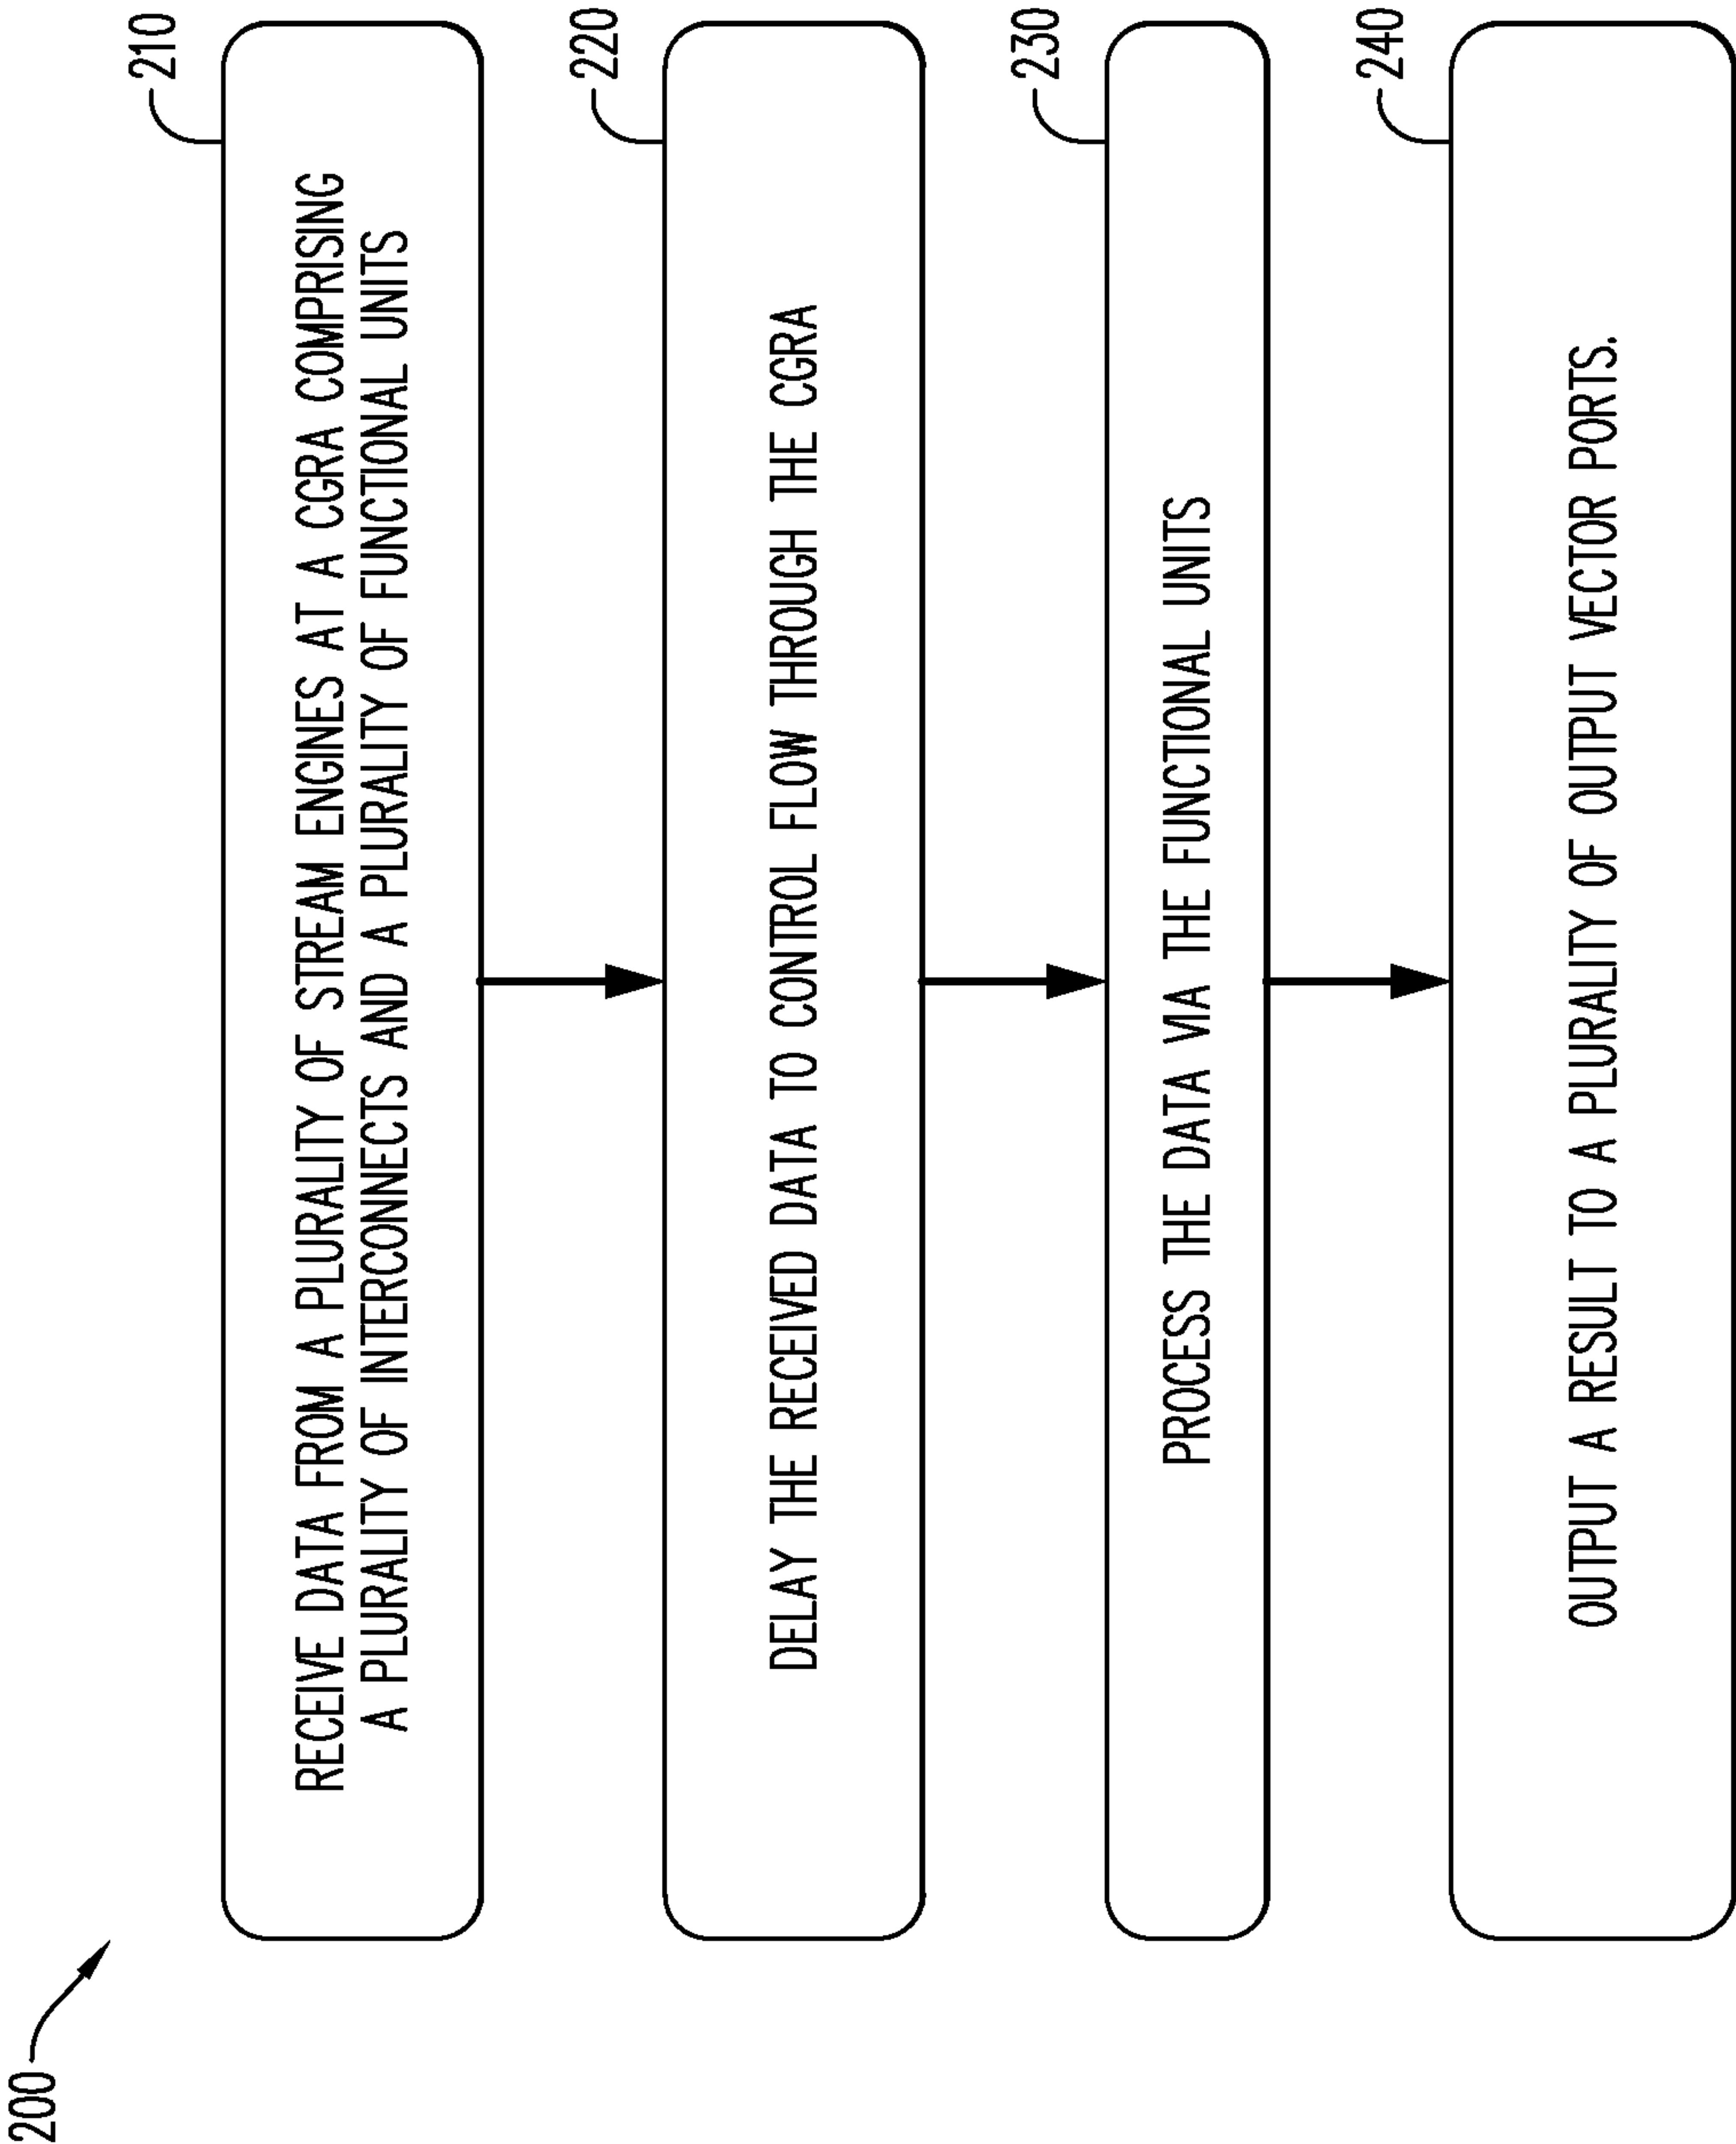 200
210
RECEIVE DATA FROM A PLURALITY OF STREAM ENGINES AT A CGRA COMPRISING
A PLURALITY OF INTERCONNECTS AND A PLURALITY OF FUNCTIONAL UNITS
220
DELAY THE RECEIVED DATA TO CONTROL FLOW THROUGH THE CGRA
230
PROCESS THE DATA VIA THE FUNCTIONAL UNITS
240
OUTPUT A RESULT TO A PLURALITY OF OUTPUT VECTOR PORTS.